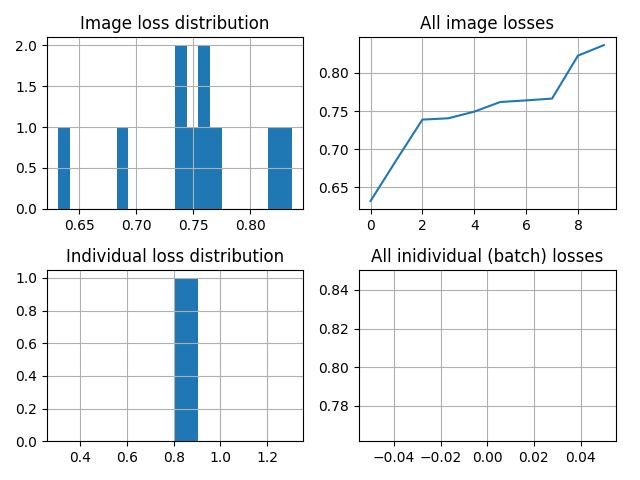 Image loss distribution
2.0
1.5
1.0
0.5
0.0
0.65 0.70 0.75 0.80
All image losses
0.80
0.75
0.70
0.65
0 2 4 6 8
Individual loss distribution
1.0
0.8
0.6
0.4
0.2
0.0
0.4 0.6 0.8 1.0 1.2
All inidividual (batch) losses
0.84
0.82
0.80
0.78
−0.04 −0.02 0.00 0.02 0.04